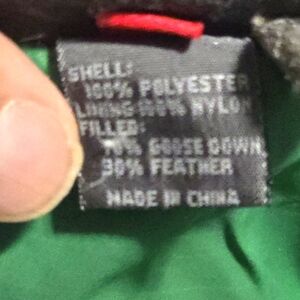 SHELL:
100% POLYESTER
LINING 100% NYLON
FILLED:
70% GOOSE DOWN
30% FEATHER
MADE IN CHINA